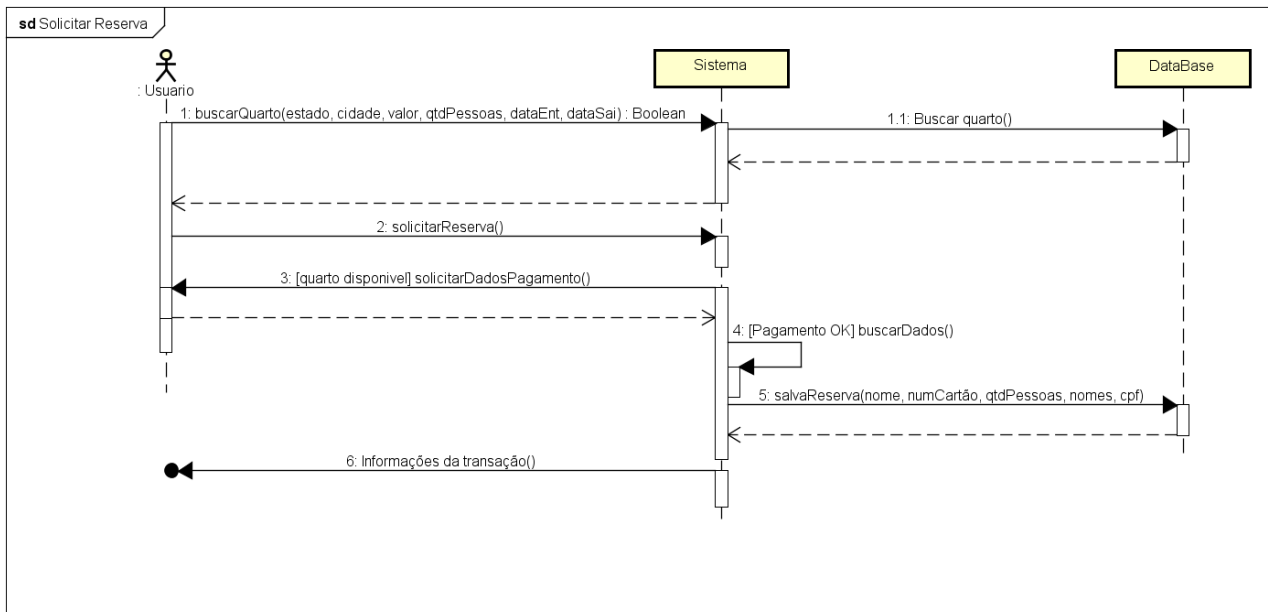 sd Solicitar Reserva
: Usuario
Sistema
DataBase
1: buscarQuarto(estado, cidade, valor, qtdPessoas, dataEnt, dataSai) : Boolean
1.1: Buscar quarto()
2: solicitarReserva()
3: [quarto disponivel] solicitarDadosPagamento()
4: [Pagamento OK] buscarDados()
5: salvaReserva(nome, numCartão, qtdPessoas, nomes, cpf)
6: Informações da transação()